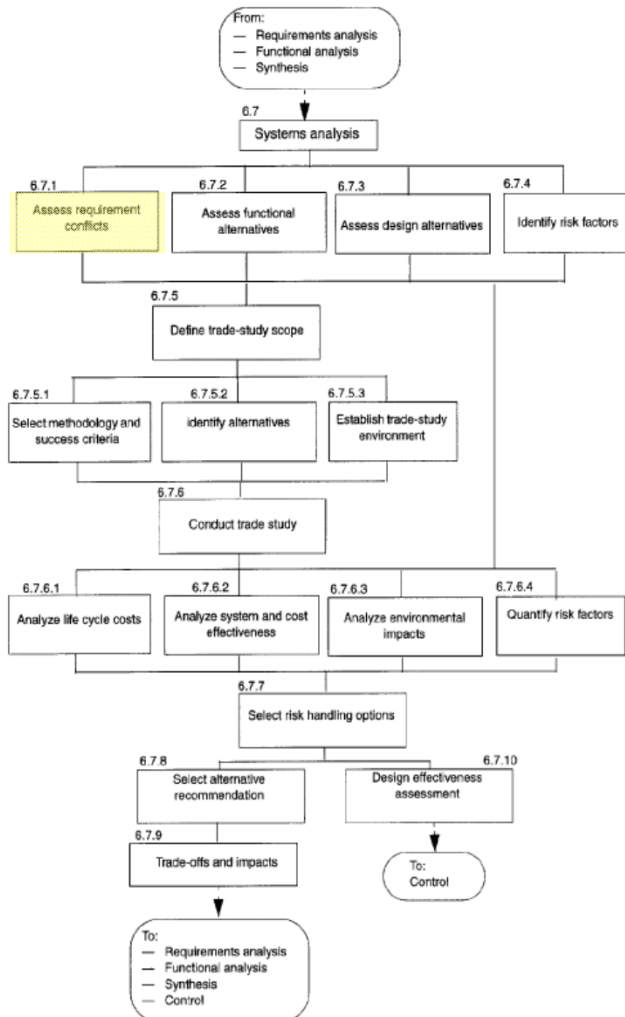 From:
— Requirements analysis
— Functional analysis
— Synthesis
6.7
Systems analysis
6.7.1
Assess requirement
conflicts
6.7.2
Assess functional
alternatives
6.7.3
Assess design alternatives
6.7.4
Identify risk factors
6.7.5
Define trade-study scope
6.7.5.1
Select methodology and
success criteria
6.7.5.2
identify alternatives
6.7.5.3
Establish trade-study
environment
6.7.6
Conduct trade study
6.7.6.1
Analyze life cycle costs
6.7.6.2
Analyze system and cost
effectiveness
6.7.6.3
Analyze environmental
impacts
6.7.6.4
Quantify risk factors
6.7.7
Select risk handling options
6.7.8
Select alternative
recommendation
6.7.10
Design effectiveness
assessment
6.7.9
Trade-offs and impacts
To:
Control
To:
— Requirements analysis
— Functional analysis
— Synthesis
— Control